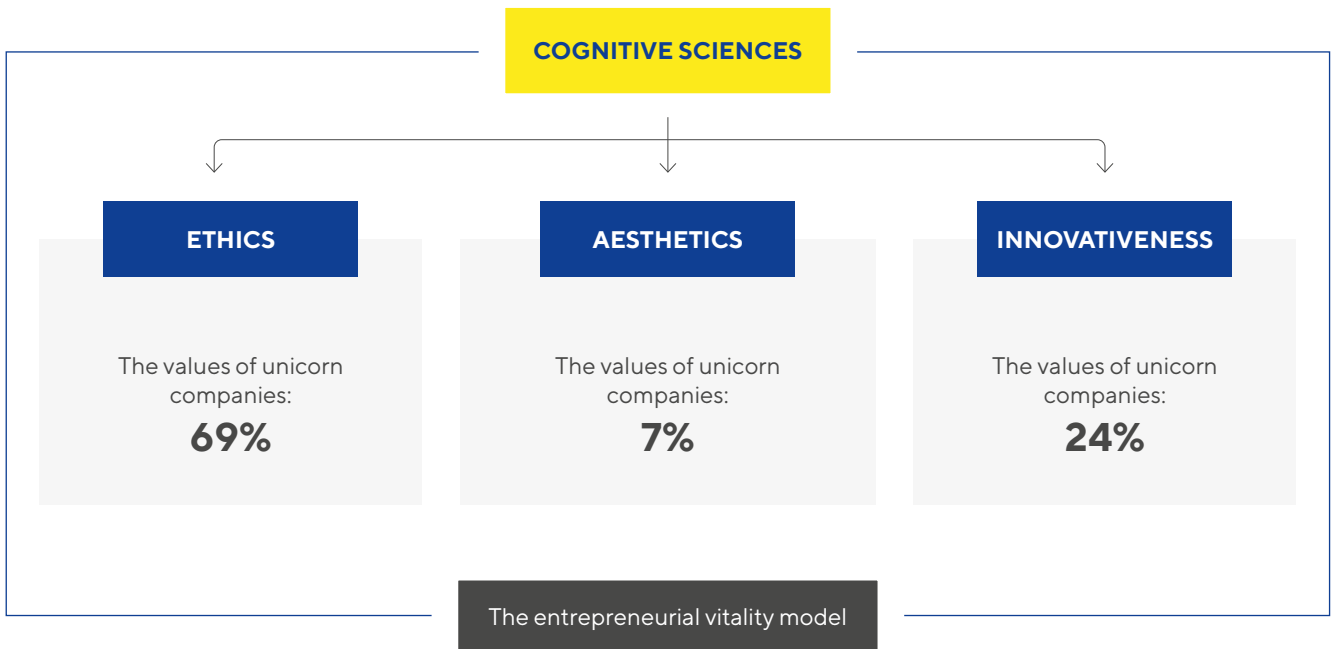 COGNITIVE SCIENCES
ETHICS
The values of unicorn
companies:
69%
AESTHETICS
The values of unicorn
companies:
7%
INNOVATIVENESS
The values of unicorn
companies:
24%
The entrepreneurial vitality model